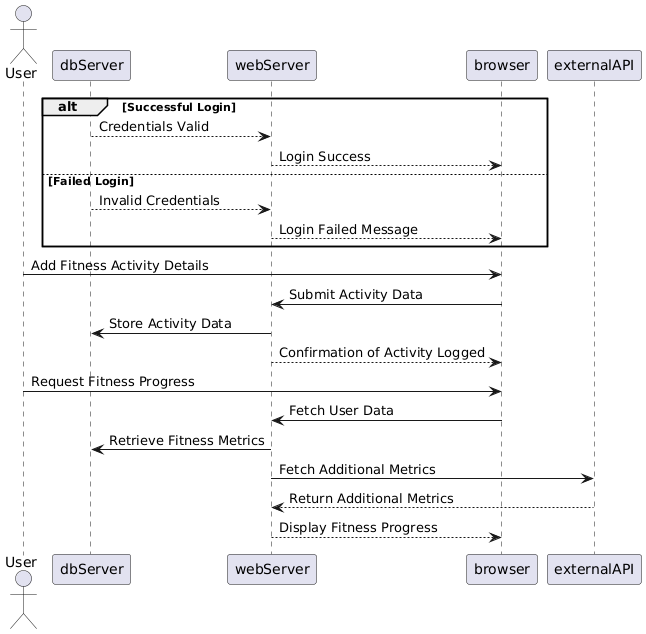 User
dbServer
webServer
browser
externalAPI
alt [Successful Login]
Credentials Valid
Login Success
[Failed Login]
Invalid Credentials
Login Failed Message
Add Fitness Activity Details
Submit Activity Data
Store Activity Data
Confirmation of Activity Logged
Request Fitness Progress
Fetch User Data
Retrieve Fitness Metrics
Fetch Additional Metrics
Return Additional Metrics
Display Fitness Progress
User
dbServer
webServer
browser
externalAPI